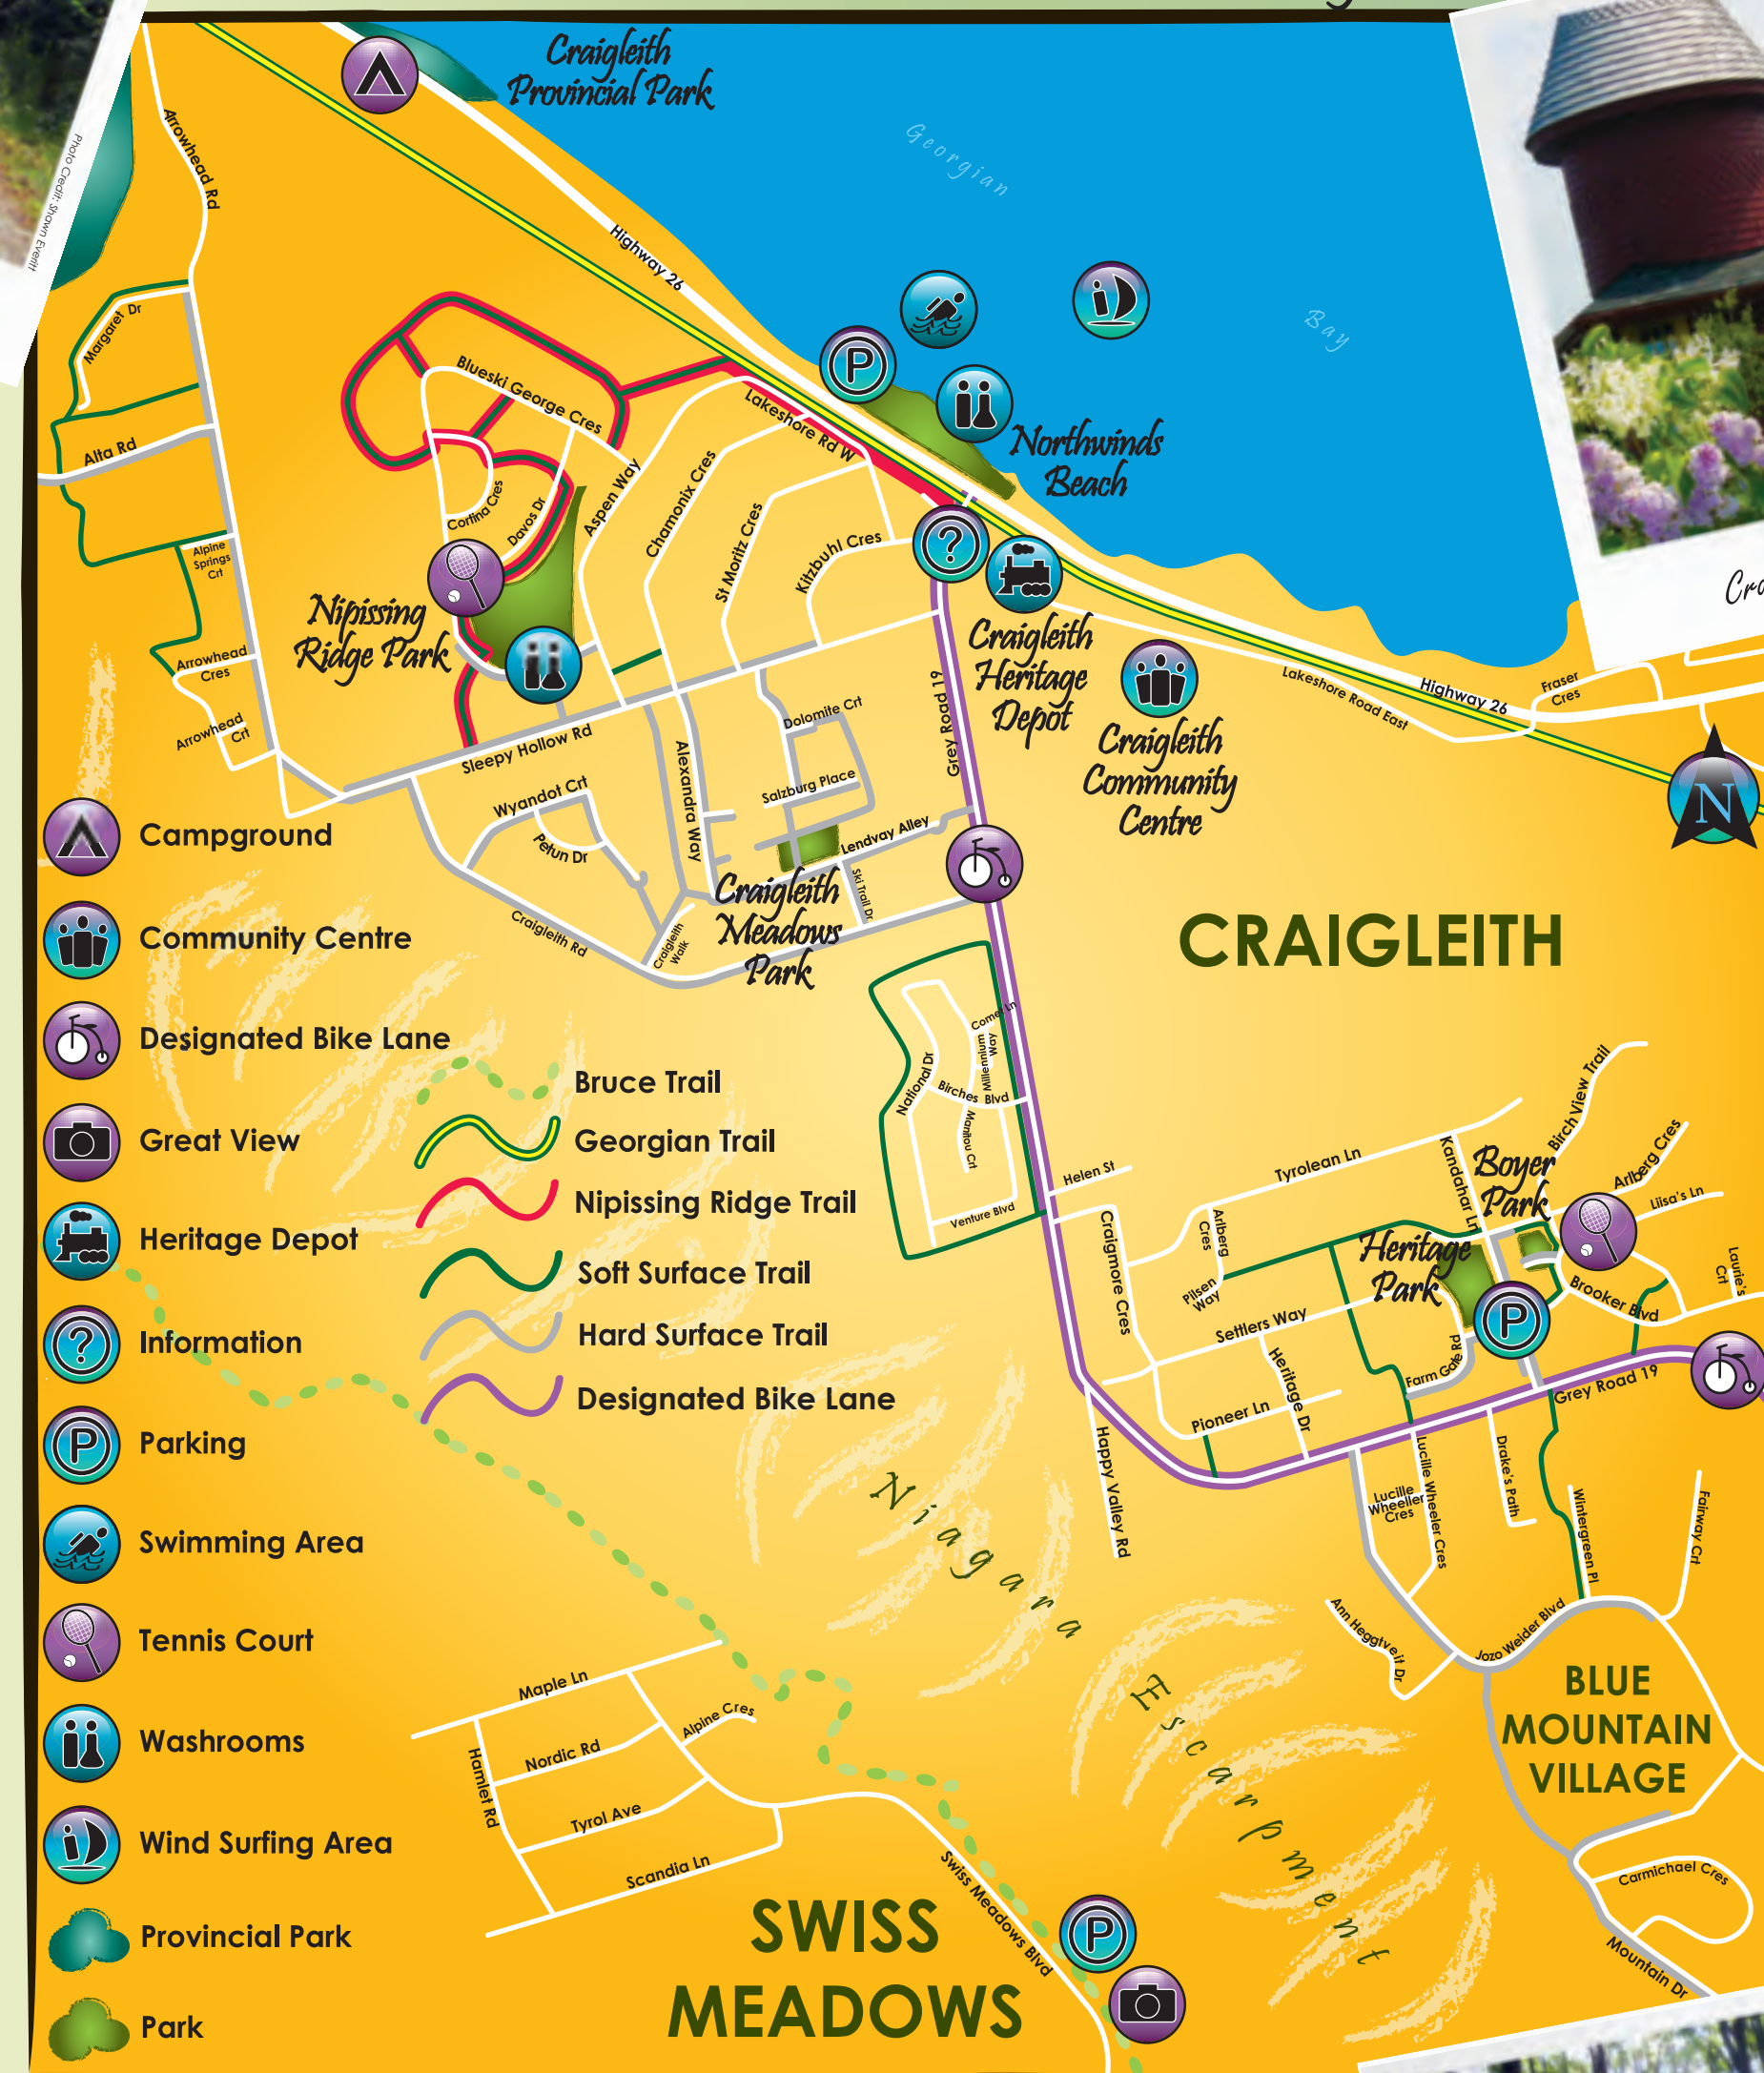 Craigleith
Provincial Park
Georgian
Bay
Photo Credit: Shawn Everitt
Arrowhead Rd
Highway 26
Margaret Dr
Blueski George Cres
Lakeshore Rd W
Northwinds
Beach
Alta Rd
Aspen Way
Chamonix Cres
St Moritz Cres
Kitzbuhl Cres
Cortina Cres
Davos Dr
Alpine
Springs
Crt
?
P
Nipissing
Ridge Park
Craigleith
Heritage
Depot
Arrowhead
Cres
Arrowhead
Crt
Grey Road 19
Craigleith
Community
Centre
Lakeshore Road East
Highway 26
Fraser
Cres
N
Sleepy Hollow Rd
Dolomite Crt
Alexandra Way
Salzburg Place
Wyandot Crt
Petun Dr
Lendvay Alley
Ski Trail Dr
Craigleith
Meadows
Park
Craigleith Rd
Craigleith
Walk
CRAIGLEITH
Campground
Community Centre
Designated Bike Lane
Great View
Heritage Depot
?
Information
P
Parking
Swimming Area
Tennis Court
Washrooms
Wind Surfing Area
Provincial Park
Park
Bruce Trail
Georgian Trail
Nipissing Ridge Trail
Soft Surface Trail
Hard Surface Trail
Designated Bike Lane
Comet Ln
Millennium
Way
National Dr
Birches Blvd
Manitou Crt
Venture Blvd
Helen St
Craigmore Cres
Tyrolean Ln
Kandahar Ln
Boyer
Park
Birch View Trail
Arlberg Cres
Liisa's Ln
Laurie's
Crt
Arlberg
Cres
Pilsen
Way
Heritage
Park
P
Brooker Blvd
Settlers Way
Heritage Dr
Farm Gate Rd
Grey Road 19
Pioneer Ln
Happy Valley Rd
Lucille
Wheeller
Cres
Lucille Wheeler Cres
Drake's Path
Wintergreen Pl
Fairway Crt
Ann Heggtveit Dr
Jozo Weider Blvd
BLUE
MOUNTAIN
VILLAGE
Carmichael Cres
Mountain Dr
Niagara
Escarpment
Maple Ln
Hamlet Rd
Nordic Rd
Alpine Cres
Tyrol Ave
Scandia Ln
Swiss Meadows Blvd
P
SWISS
MEADOWS